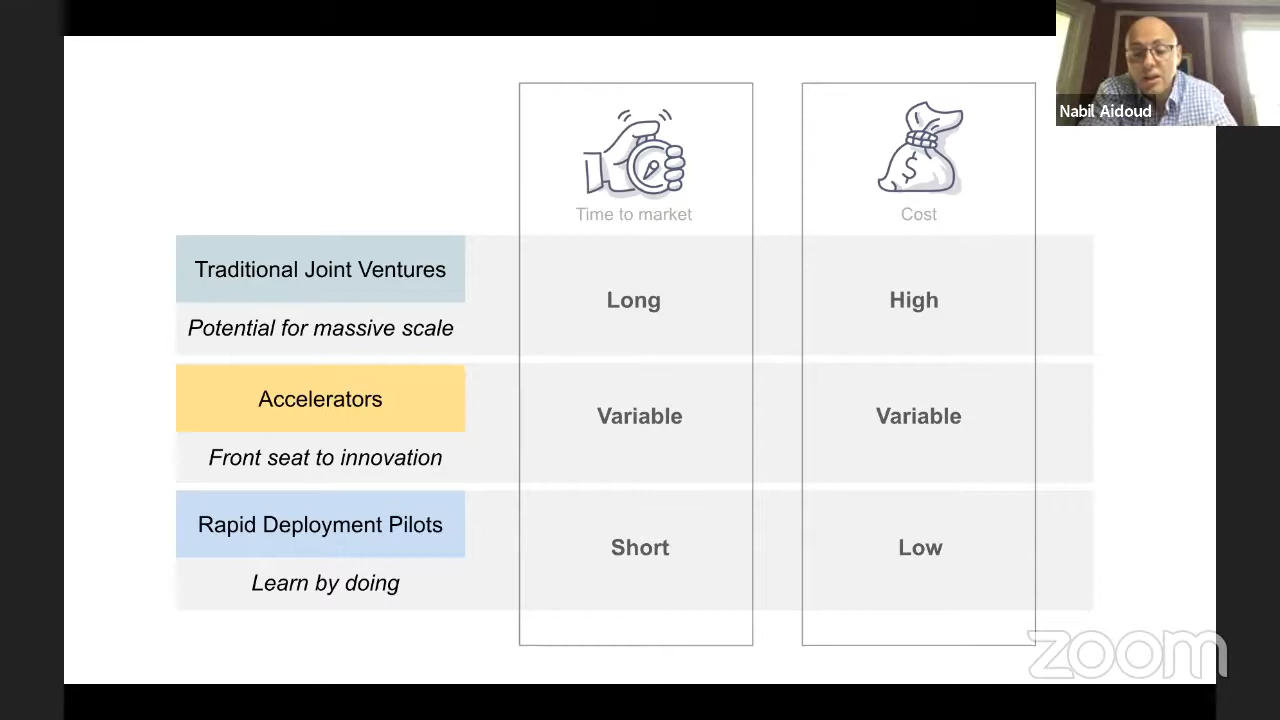 Nabil Aidoud
Time to market
Cost
Traditional Joint Ventures
Potential for massive scale
Long
High
Accelerators
Front seat to innovation
Variable
Variable
Rapid Deployment Pilots
Learn by doing
Short
Low
$
zoom